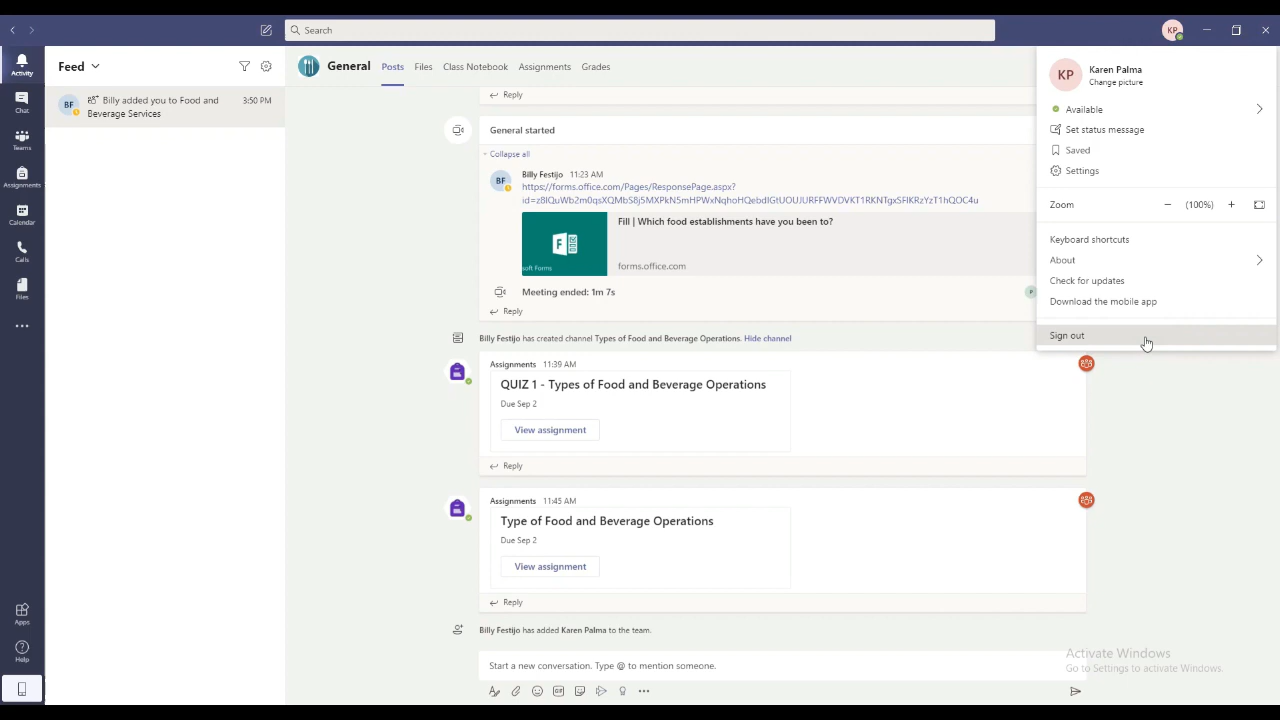 Search
KP
Activity
Chat
Teams
Assignments
Calendar
Calls
Files
Apps
Help
Feed
BF
Billy added you to Food and
Beverage Services
3:50 PM
General
Posts
Files
Class Notebook
Assignments
Grades
Reply
General started
Collapse all
BF
Billy Festijo 11:23 AM
https://forms.office.com/Pages/ResponsePage.aspx?
id=z8IQuWb2m0qsXQMbS8j5MXPkN5mHPWxNqhoHQebdIGtUOUJURFFWVDVKT1RKNTgxSFlKRzYzT1hQOC4u
soft Forms
Fill | Which food establishments have you been to?
forms.office.com
Meeting ended: 1m 7s
P
Reply
Billy Festijo has created channel Types of Food and Beverage Operations. Hide channel
Assignments 11:39 AM
QUIZ 1 - Types of Food and Beverage Operations
Due Sep 2
View assignment
Reply
Assignments 11:45 AM
Type of Food and Beverage Operations
Due Sep 2
View assignment
Reply
Billy Festijo has added Karen Palma to the team.
Start a new conversation. Type @ to mention someone.
GIF
KP
Karen Palma
Change picture
Available
Set status message
Saved
Settings
Zoom
(100%)
Keyboard shortcuts
About
Check for updates
Download the mobile app
Sign out
Activate Windows
Go to Settings to activate Windows.